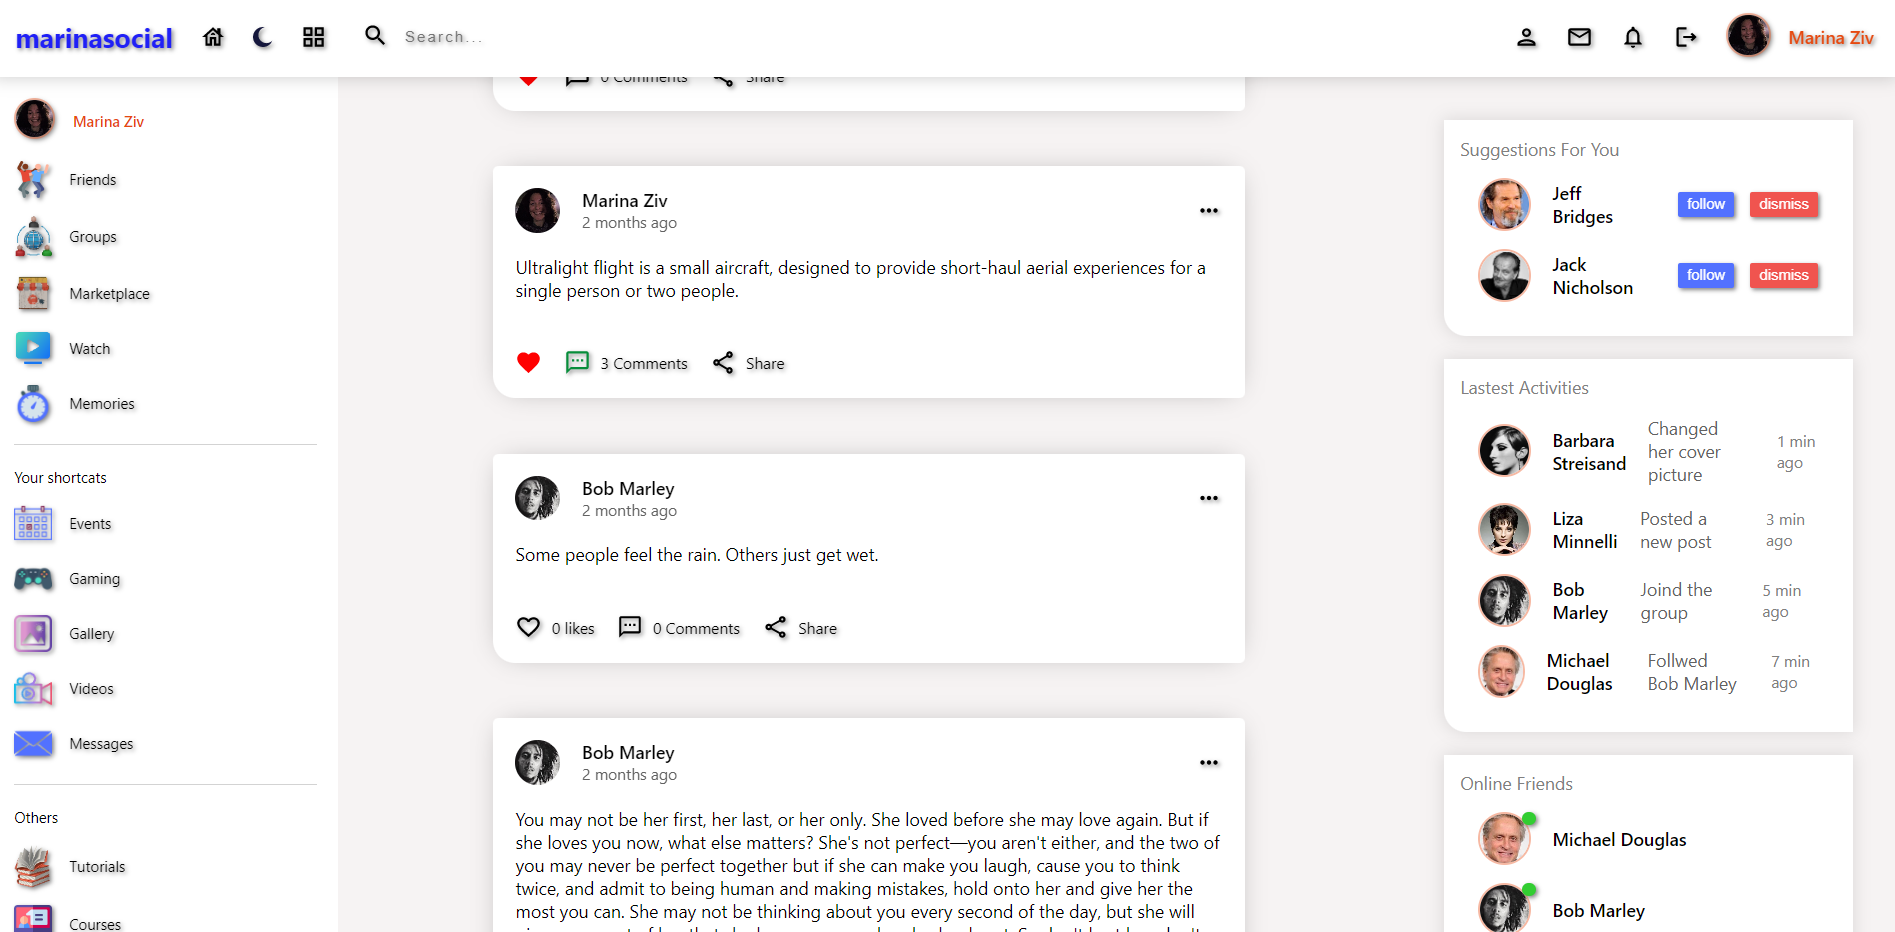 marinasocial
Search...
Marina Ziv
Marina Ziv
Friends
Groups
Marketplace
Watch
Memories
Your shortcats
Events
Gaming
Gallery
Videos
Messages
Others
Tutorials
Courses
0 Comments
Share
Marina Ziv
2 months ago
Ultralight flight is a small aircraft, designed to provide short-haul aerial experiences for a
single person or two people.
3 Comments
Share
Bob Marley
2 months ago
Some people feel the rain. Others just get wet.
0 likes
0 Comments
Share
Bob Marley
2 months ago
You may not be her first, her last, or her only. She loved before she may love again. But if
she loves you now, what else matters? She's not perfect—you aren't either, and the two of
you may never be perfect together but if she can make you laugh, cause you to think
twice, and admit to being human and making mistakes, hold onto her and give her the
most you can. She may not be thinking about you every second of the day, but she will
Suggestions For You
Jeff
Bridges
follow
dismiss
Jack
Nicholson
follow
dismiss
Lastest Activities
Barbara
Streisand
Changed
her cover
picture
1 min
ago
Liza
Minnelli
Posted a
new post
3 min
ago
Bob
Marley
Joind the
group
5 min
ago
Michael
Douglas
Follwed
Bob Marley
7 min
ago
Online Friends
Michael Douglas
Bob Marley